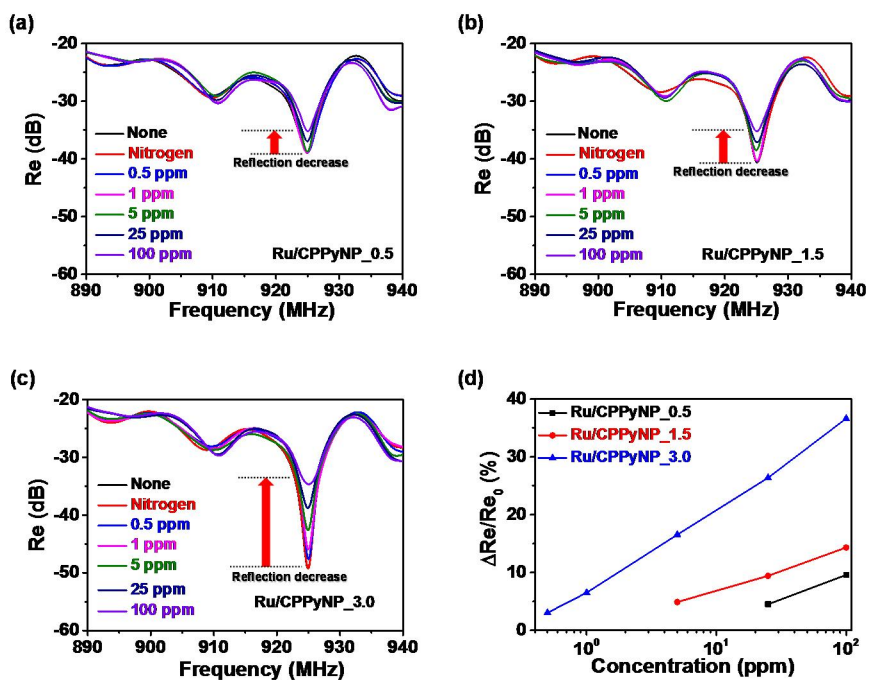 (a)
-20
-30
-40
-50
-60
Re (dB)
None
Nitrogen
0.5 ppm
1 ppm
5 ppm
25 ppm
100 ppm
Reflection decrease
Ru/CPPyNP_0.5
890 900 910 920 930 940
Frequency (MHz)
(b)
-20
-30
-40
-50
-60
Re (dB)
None
Nitrogen
0.5 ppm
1 ppm
5 ppm
25 ppm
100 ppm
Reflection decrease
Ru/CPPyNP_1.5
890 900 910 920 930 940
Frequency (MHz)
(c)
-20
-30
-40
-50
-60
Re (dB)
None
Nitrogen
0.5 ppm
1 ppm
5 ppm
25 ppm
100 ppm
Reflection decrease
Ru/CPPyNP_3.0
890 900 910 920 930 940
Frequency (MHz)
(d)
40
30
20
10
0
ΔRe/Re₀ (%)
Ru/CPPyNP_0.5
Ru/CPPyNP_1.5
Ru/CPPyNP_3.0
10⁰ 10¹ 10²
Concentration (ppm)